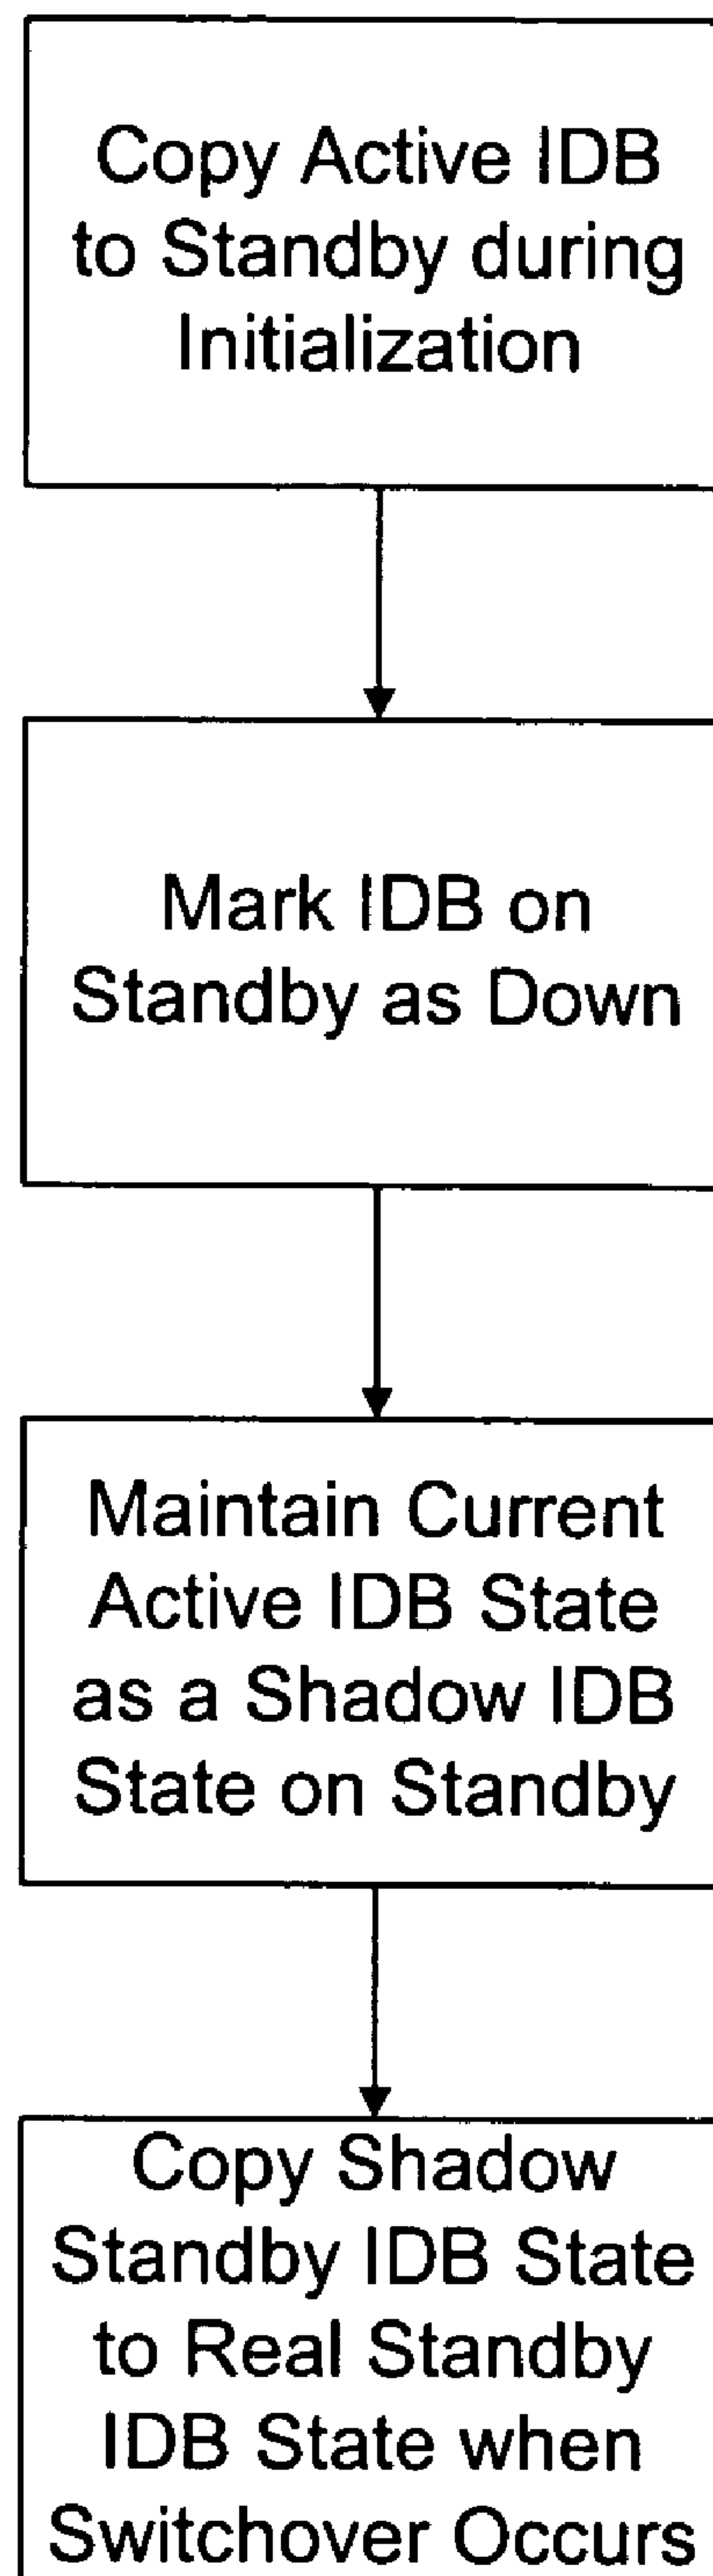 Copy Active IDB
to Standby during
Initialization
Mark IDB on
Standby as Down
Maintain Current
Active IDB State
as a Shadow IDB
State on Standby
Copy Shadow
Standby IDB State
to Real Standby
IDB State when
Switchover Occurs